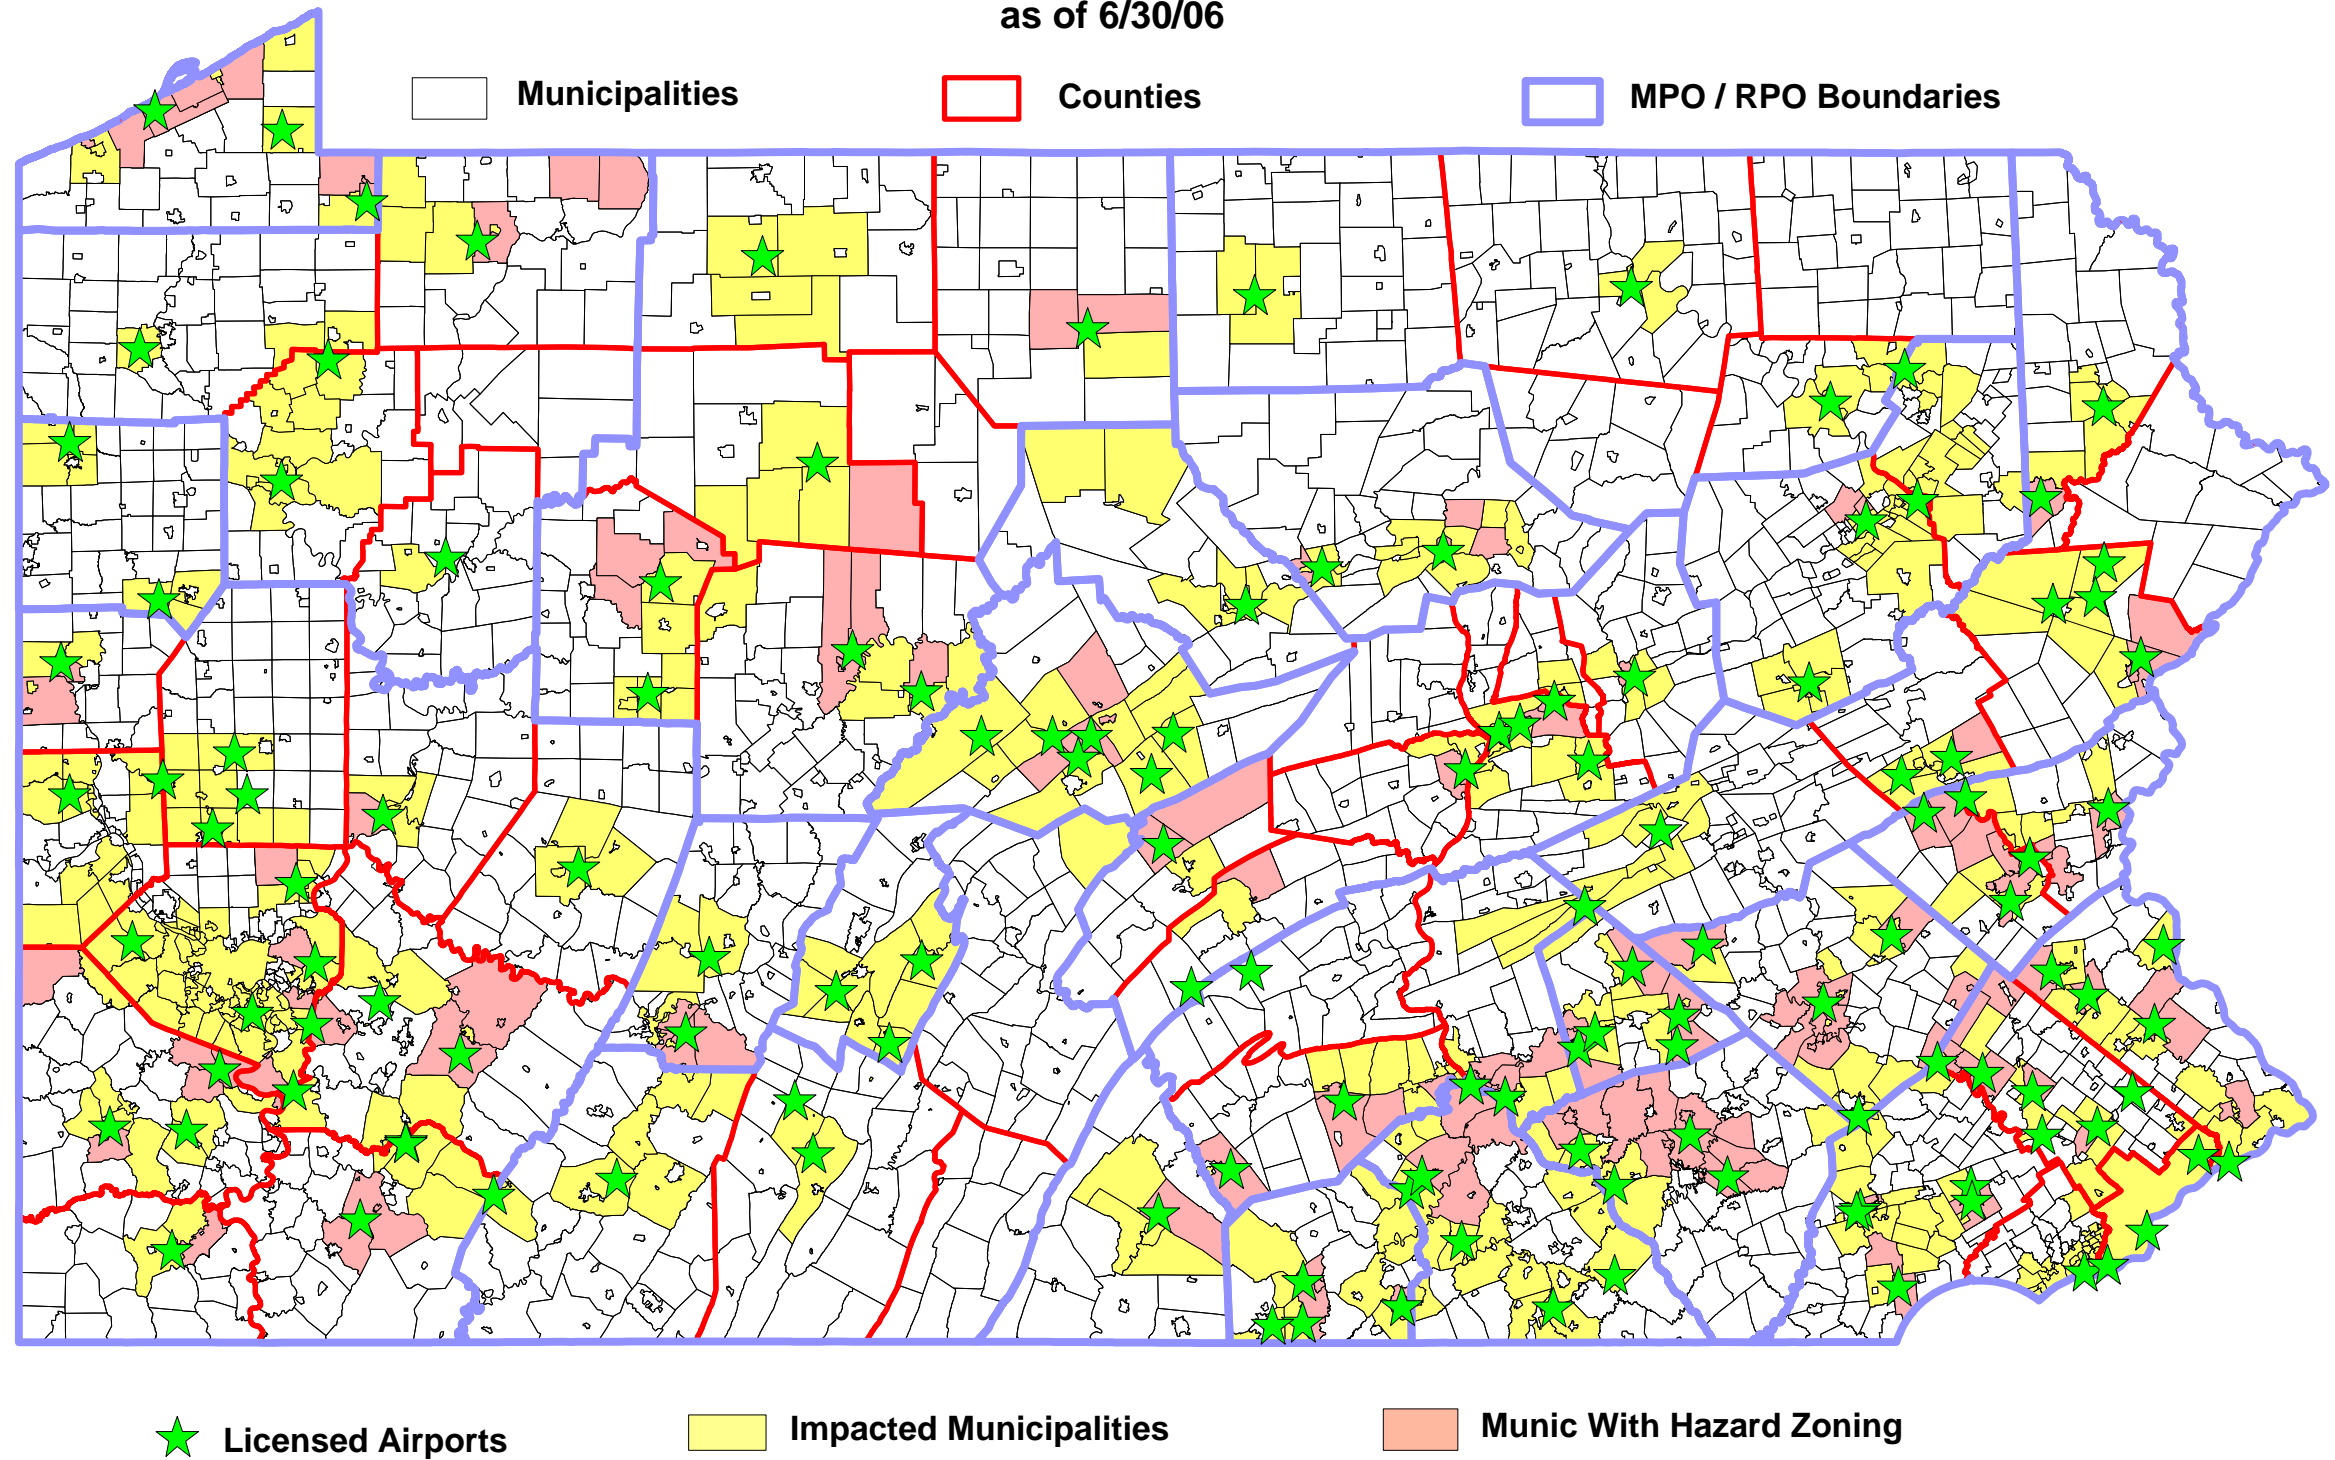 as of 6/30/06
Municipalities
Counties
MPO / RPO Boundaries
Licensed Airports
Impacted Municipalities
Munic With Hazard Zoning